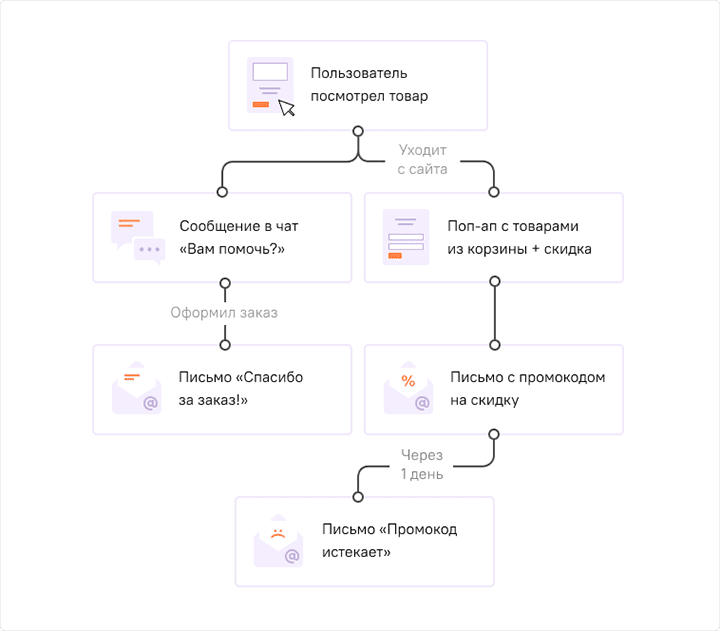 Пользователь
посмотрел товар
Уходит
с сайта
Сообщение в чат
«Вам помочь?»
Поп-ап с товарами
из корзины + скидка
Оформил заказ
Письмо «Спасибо
за заказ!»
%
Письмо с промокодом
на скидку
@
@
Через
1 день
Письмо «Промокод
истекает»
@